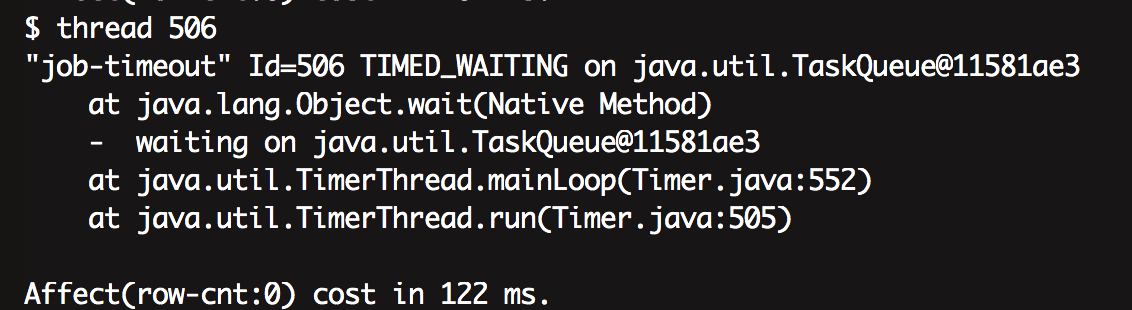 $ thread 506
"job-timeout" Id=506 TIMED_WAITING on java.util.TaskQueue@11581ae3
    at java.lang.Object.wait(Native Method)
    -  waiting on java.util.TaskQueue@11581ae3
    at java.util.TimerThread.mainLoop(Timer.java:552)
    at java.util.TimerThread.run(Timer.java:505)

Affect(row-cnt:0) cost in 122 ms.